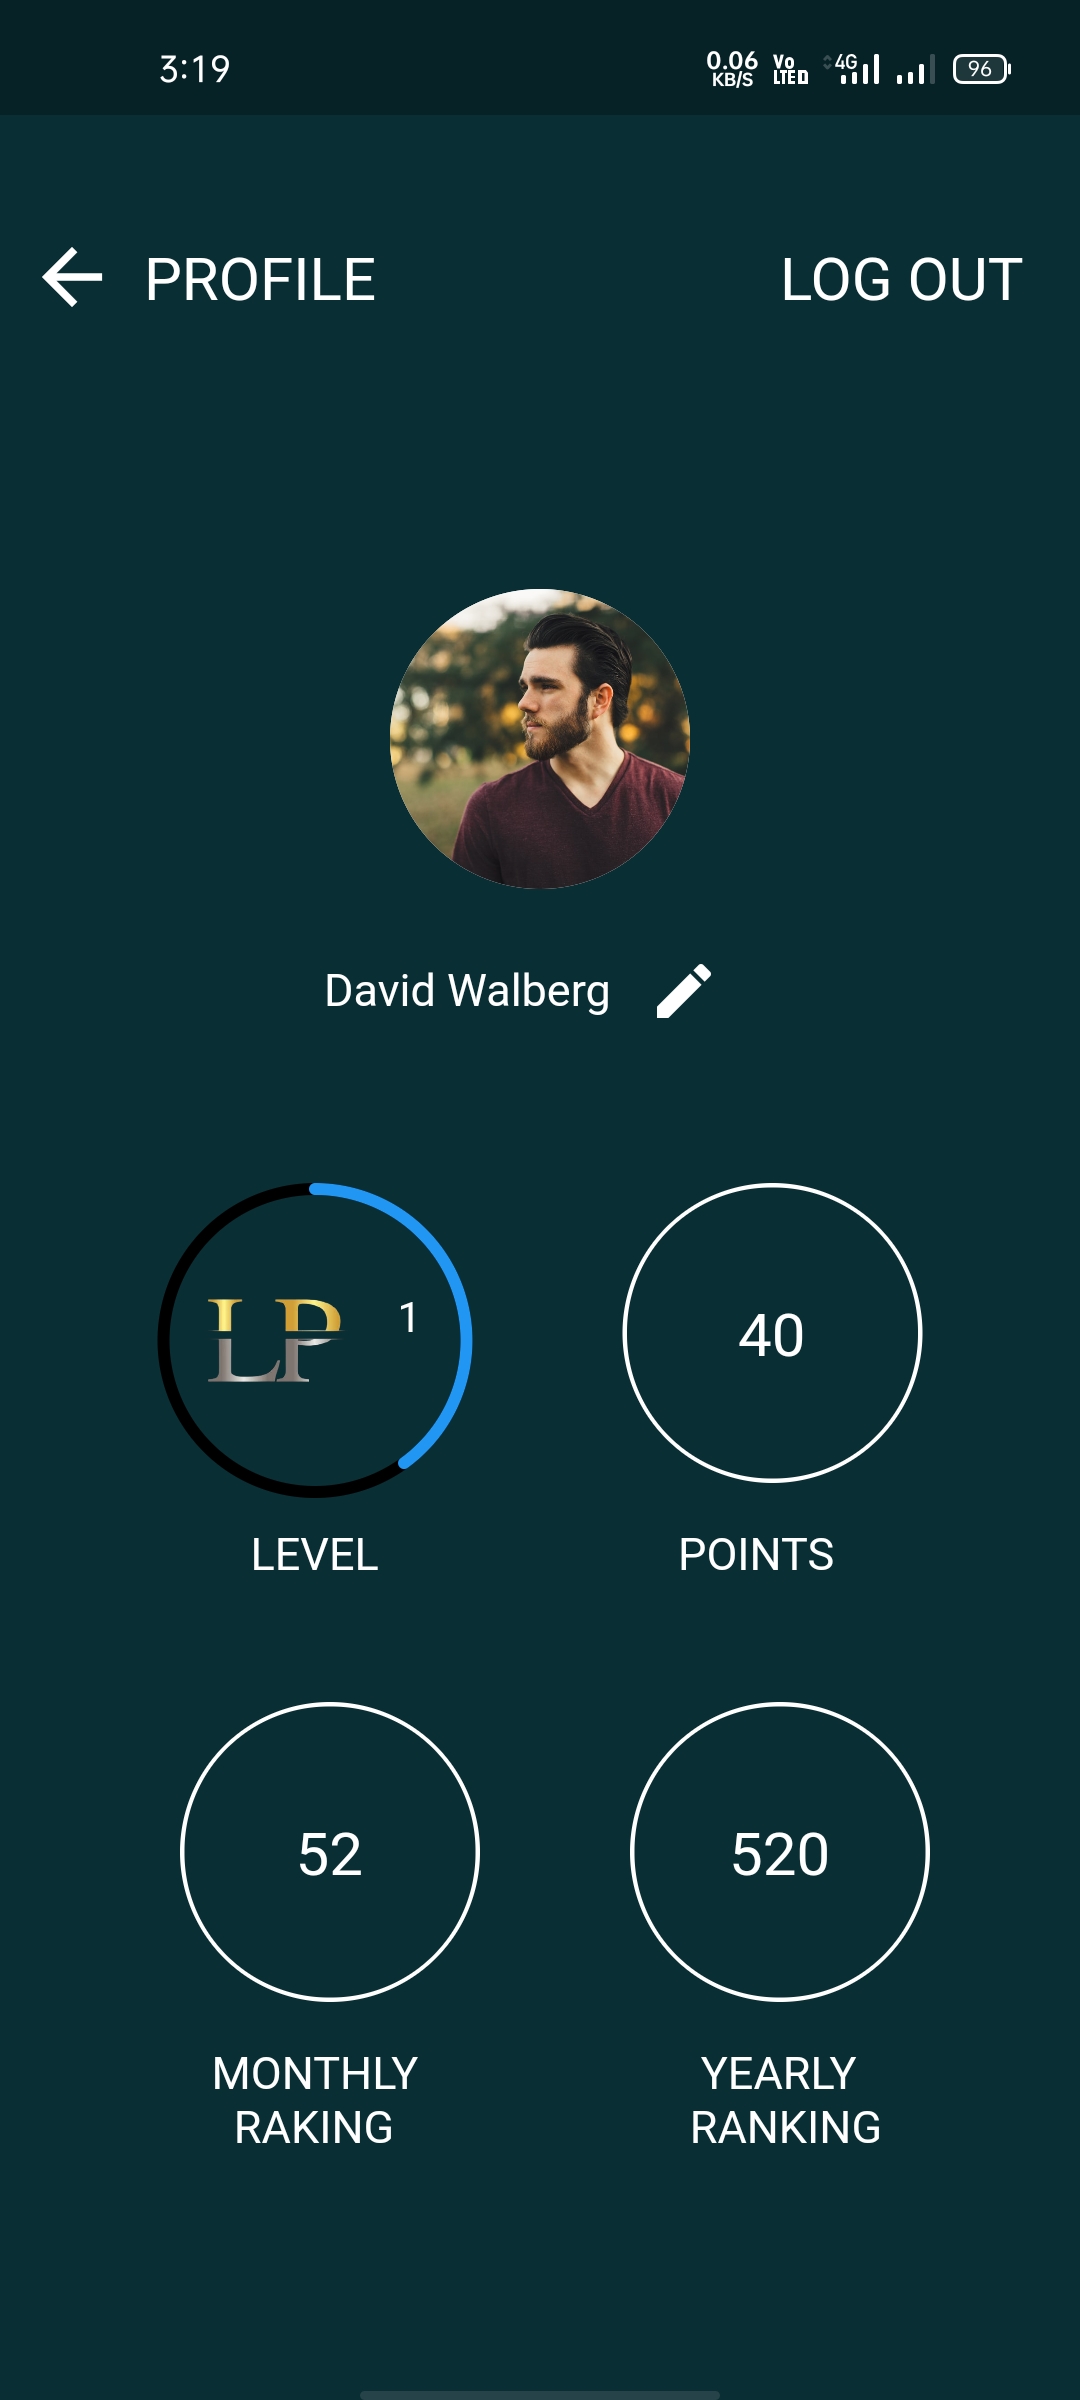 3:19
0.06
KB/S
Vo
LTE
4G
96
PROFILE
LOG OUT
David Walberg
LP
1
40
LEVEL
POINTS
52
520
MONTHLY
RAKING
YEARLY
RANKING